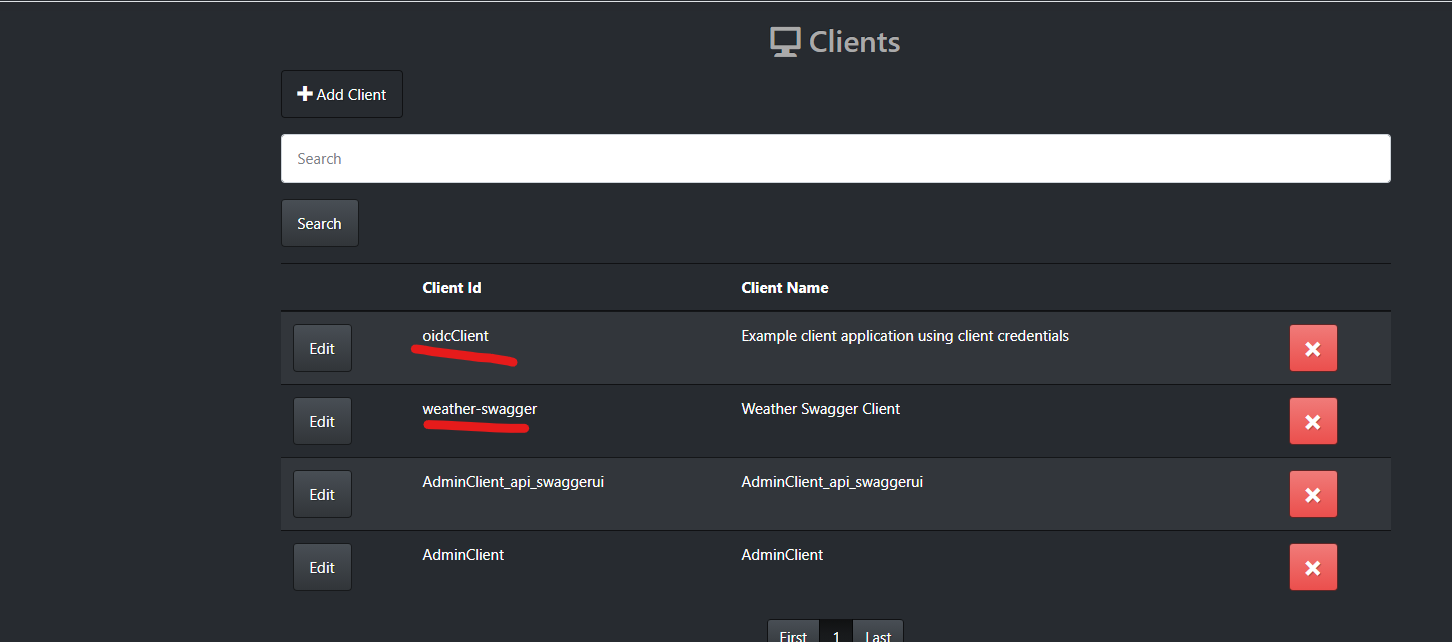 Clients
Add Client
Search
Search
Client Id Client Name
Edit oidcClient Example client application using client credentials
Edit weather-swagger Weather Swagger Client
Edit AdminClient_api_swaggerui AdminClient_api_swaggerui
Edit AdminClient AdminClient
First 1 Last